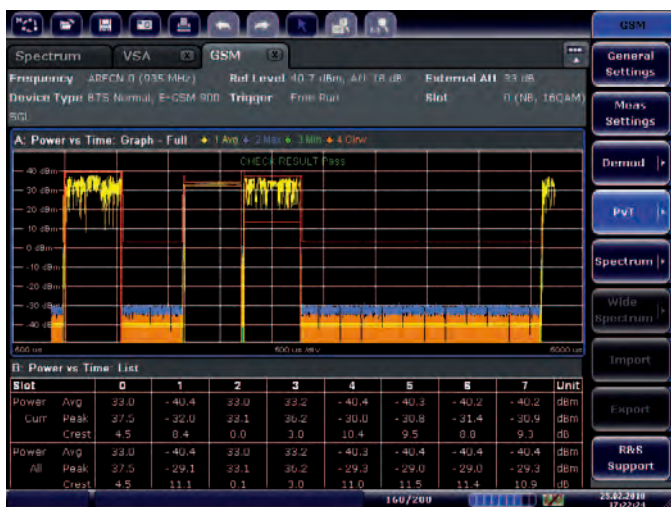 GSM
Spectrum VSA GSM
Frequency ARFCN 0 (935 MHz) Ref Level 40.7 dBm, Att 18 dB External Att 33 dB
Device Type BTS Normal, E-GSM 900 Trigger Free Run Slot 0 (NB, 16QAM)
SGL
A: Power vs Time: Graph - Full 1 Avg 2 Max 3 Min 4 Clrw
CHECK RESULT Pass
40 dBm
30 dBm
20 dBm
10 dBm
0 dBm
-10 dBm
-20 dBm
-30 dBm
-40 dBm
500 us/div 6000 us
B: Power vs Time: List
Slot 0 1 2 3 4 5 6 7 Unit
Power Avg 33.0 - 40.4 33.0 33.2 - 40.4 - 40.3 - 40.2 - 40.2 dBm
Curr Peak 37.5 - 32.0 33.1 36.2 - 30.0 - 30.8 - 31.4 - 30.9 dBm
Crest 4.5 8.4 0.0 3.0 10.4 9.5 8.8 9.3 dB
Power Avg 33.0 - 40.4 33.0 33.2 - 40.3 - 40.4 - 40.4 - 40.4 dBm
All Peak 37.5 - 29.1 33.1 36.2 - 29.3 - 29.0 - 29.0 - 29.3 dBm
Crest 4.5 11.1 0.1 3.0 11.0 11.5 11.4 10.9 dB
General
Settings
Meas
Settings
Demod
PvT
Spectrum
Wide
Spectrum
Import
Export
R&S
Support
160/200
25.02.2010
17:22:24